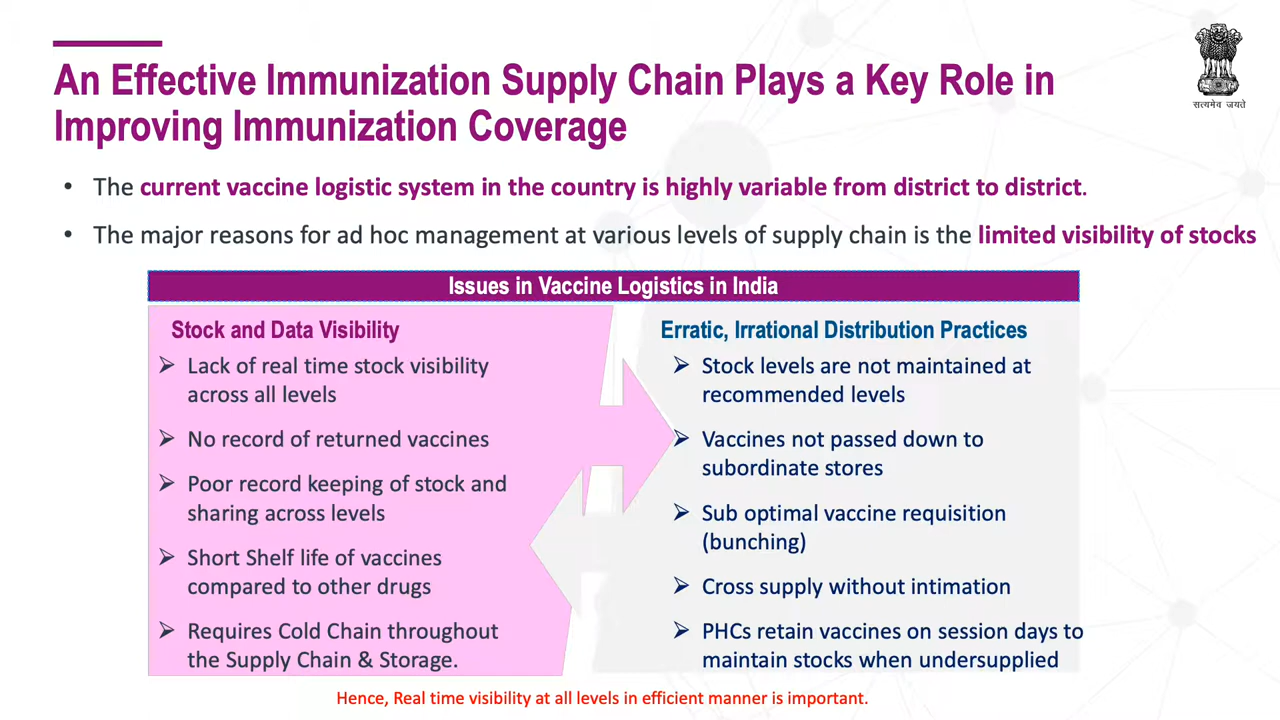 An Effective Immunization Supply Chain Plays a Key Role in
Improving Immunization Coverage
सत्यमेव जयते
• The current vaccine logistic system in the country is highly variable from district to district.
• The major reasons for ad hoc management at various levels of supply chain is the limited visibility of stocks
Issues in Vaccine Logistics in India
Stock and Data Visibility
➢ Lack of real time stock visibility
across all levels
➢ No record of returned vaccines
➢ Poor record keeping of stock and
sharing across levels
➢ Short Shelf life of vaccines
compared to other drugs
➢ Requires Cold Chain throughout
the Supply Chain & Storage.
Erratic, Irrational Distribution Practices
➢ Stock levels are not maintained at
recommended levels
➢ Vaccines not passed down to
subordinate stores
➢ Sub optimal vaccine requisition
(bunching)
➢ Cross supply without intimation
➢ PHCs retain vaccines on session days to
maintain stocks when undersupplied
Hence, Real time visibility at all levels in efficient manner is important.